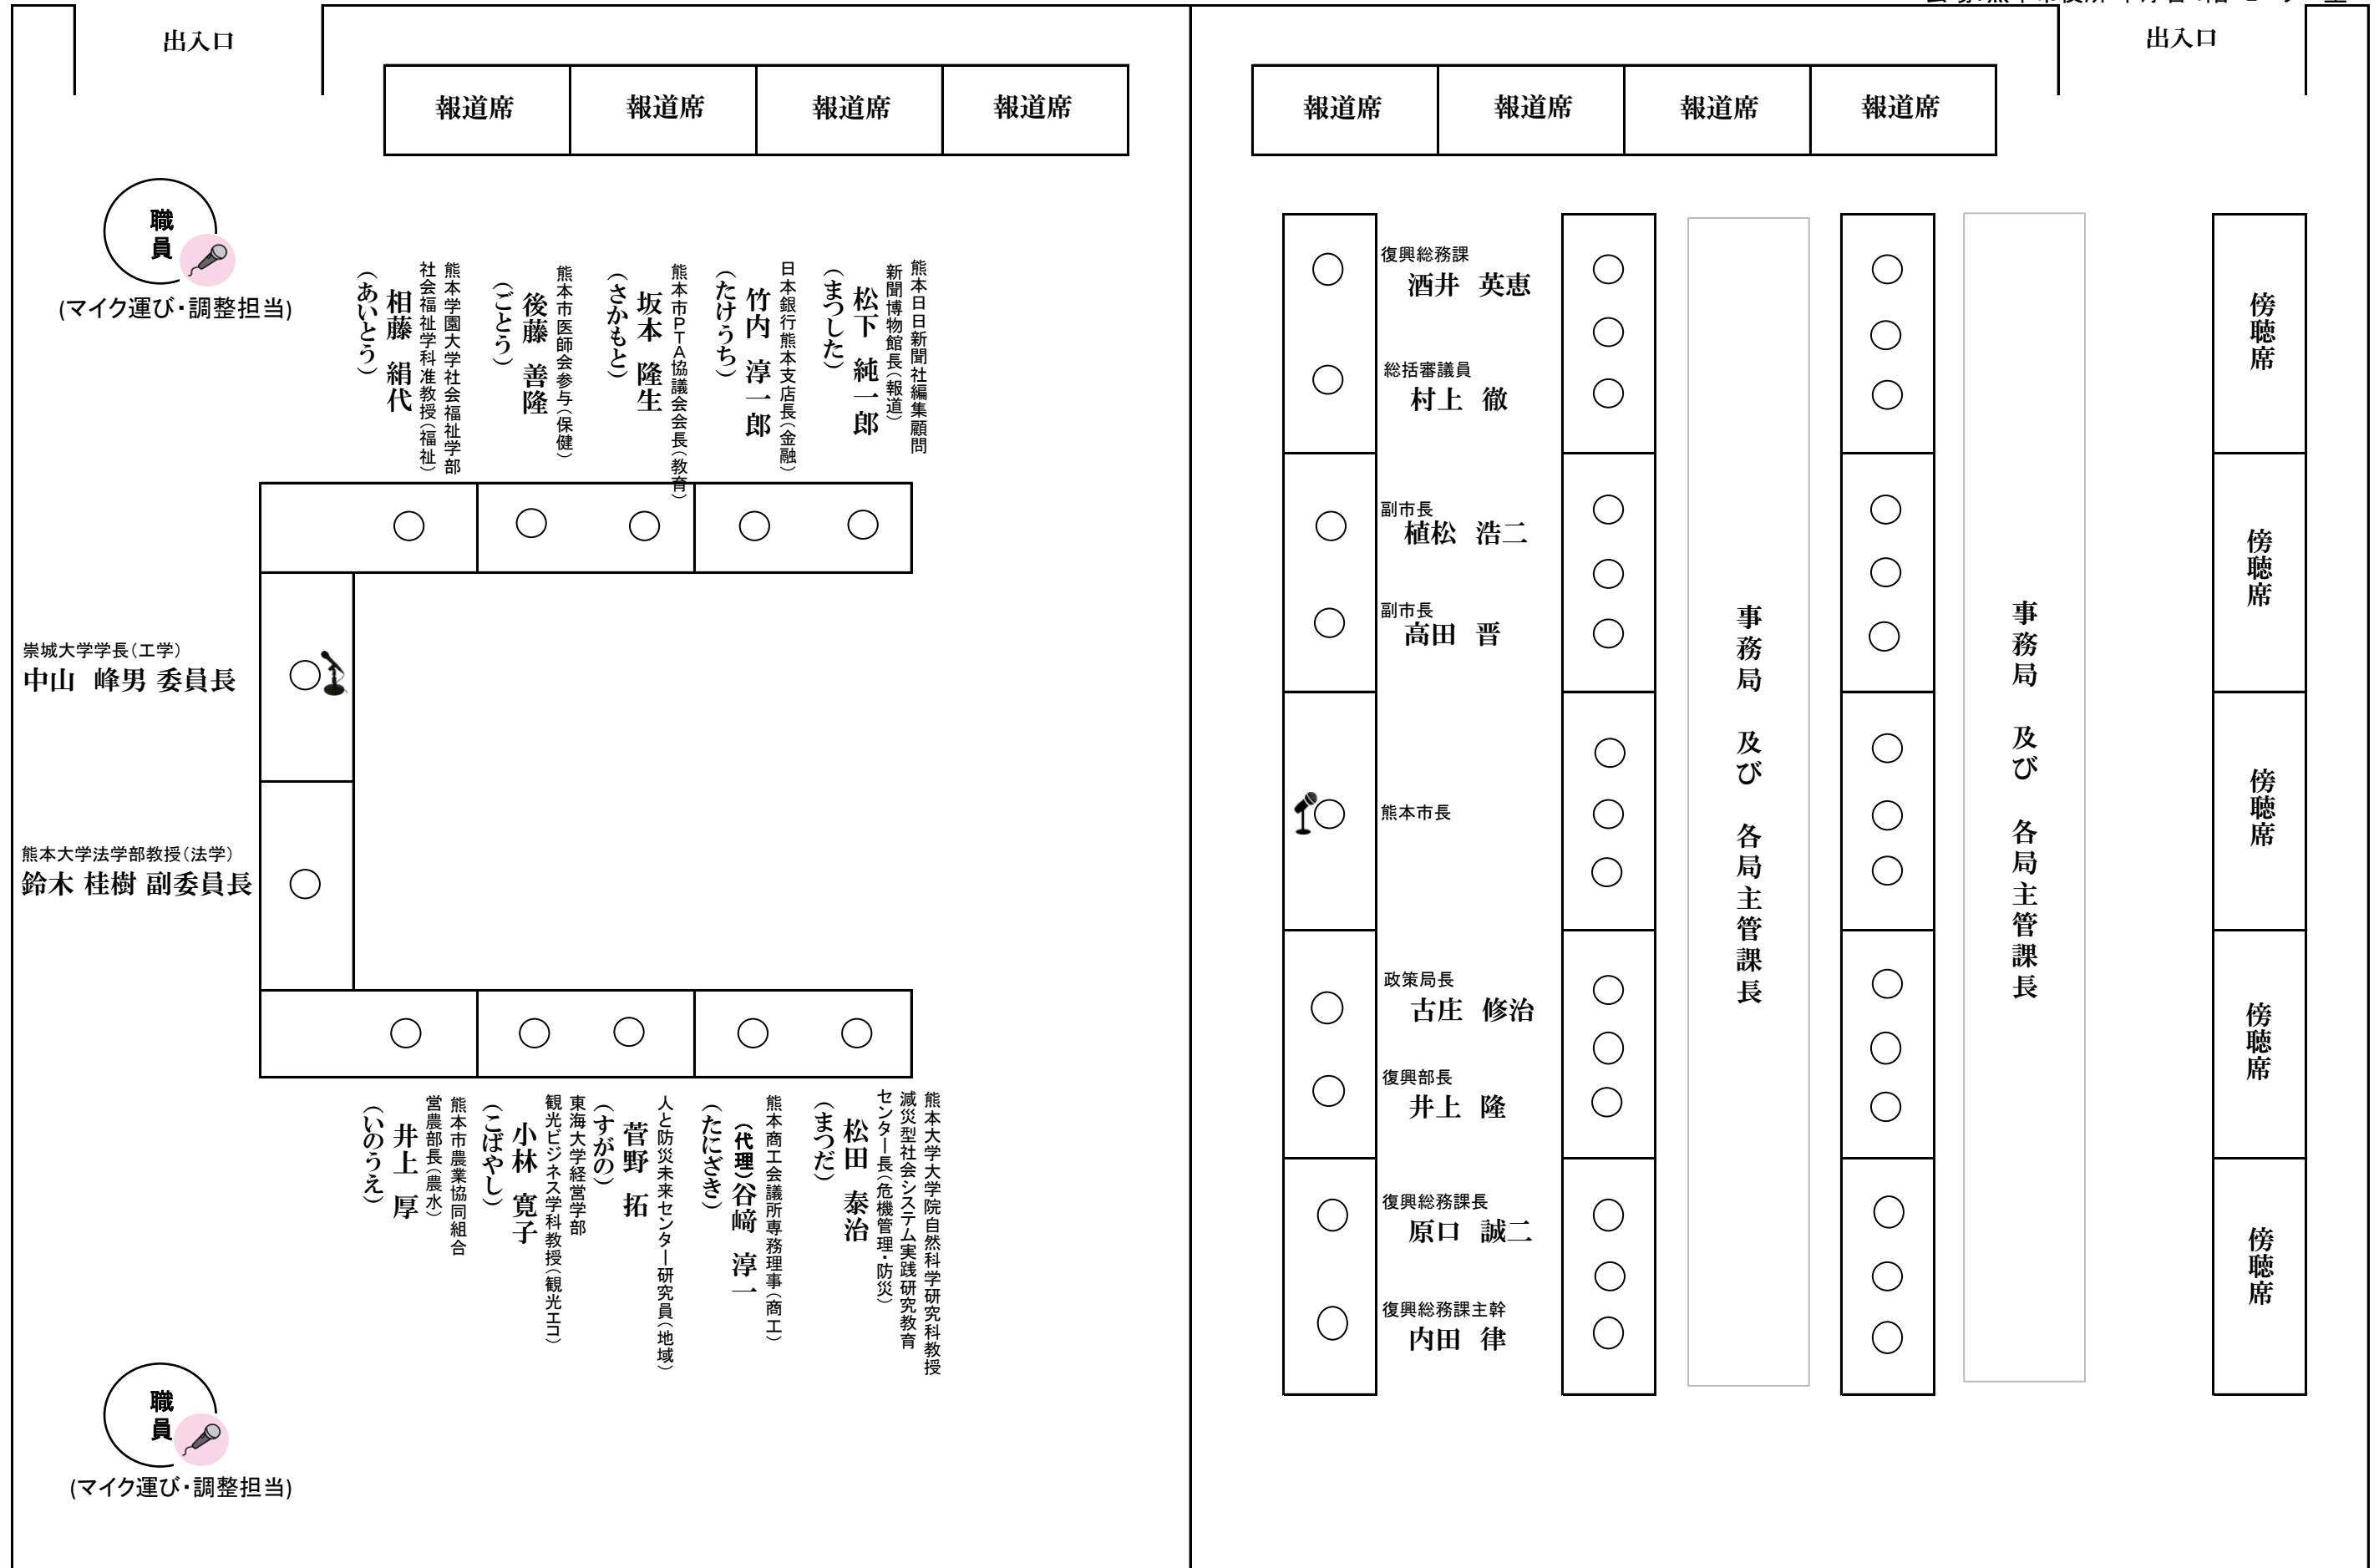 出入口
出入口
報道席
報道席
報道席
報道席
報道席
報道席
報道席
報道席
職員
(マイク運び・調整担当)
熊本日日新聞社編集顧問
新聞博物館長(報道)
松下 純一郎
(まつした)
日本銀行熊本支店長(金融)
竹内 淳一郎
(たけうち)
熊本市PTA協議会会長(教育)
坂本 隆生
(さかもと)
熊本市医師会参与(保健)
後藤 善隆
(ごとう)
熊本学園大学社会福祉学部
社会福祉学科准教授(福祉)
相藤 絹代
(あいとう)
崇城大学学長(工学)
中山 峰男 委員長
熊本大学法学部教授(法学)
鈴木 桂樹 副委員長
熊本大学大学院自然科学研究科教授
減災型社会システム実践研究教育
センター長(危機管理・防災)
松田 泰治
(まつだ)
熊本商工会議所専務理事(商工)
(代理)谷﨑 淳一
(たにざき)
人と防災未来センター研究員(地域)
菅野 拓
(すがの)
東海大学経営学部
観光ビジネス学科教授(観光エコ)
小林 寛子
(こばやし)
熊本市農業協同組合
営農部長(農水)
井上 厚
(いのうえ)
職員
(マイク運び・調整担当)
復興総務課
酒井 英恵
総括審議員
村上 徹
副市長
植松 浩二
副市長
高田 晋
熊本市長
政策局長
古庄 修治
復興部長
井上 隆
復興総務課長
原口 誠二
復興総務課主幹
内田 律
事務局 及び 各局主管課長
事務局 及び 各局主管課長
傍聴席
傍聴席
傍聴席
傍聴席
傍聴席